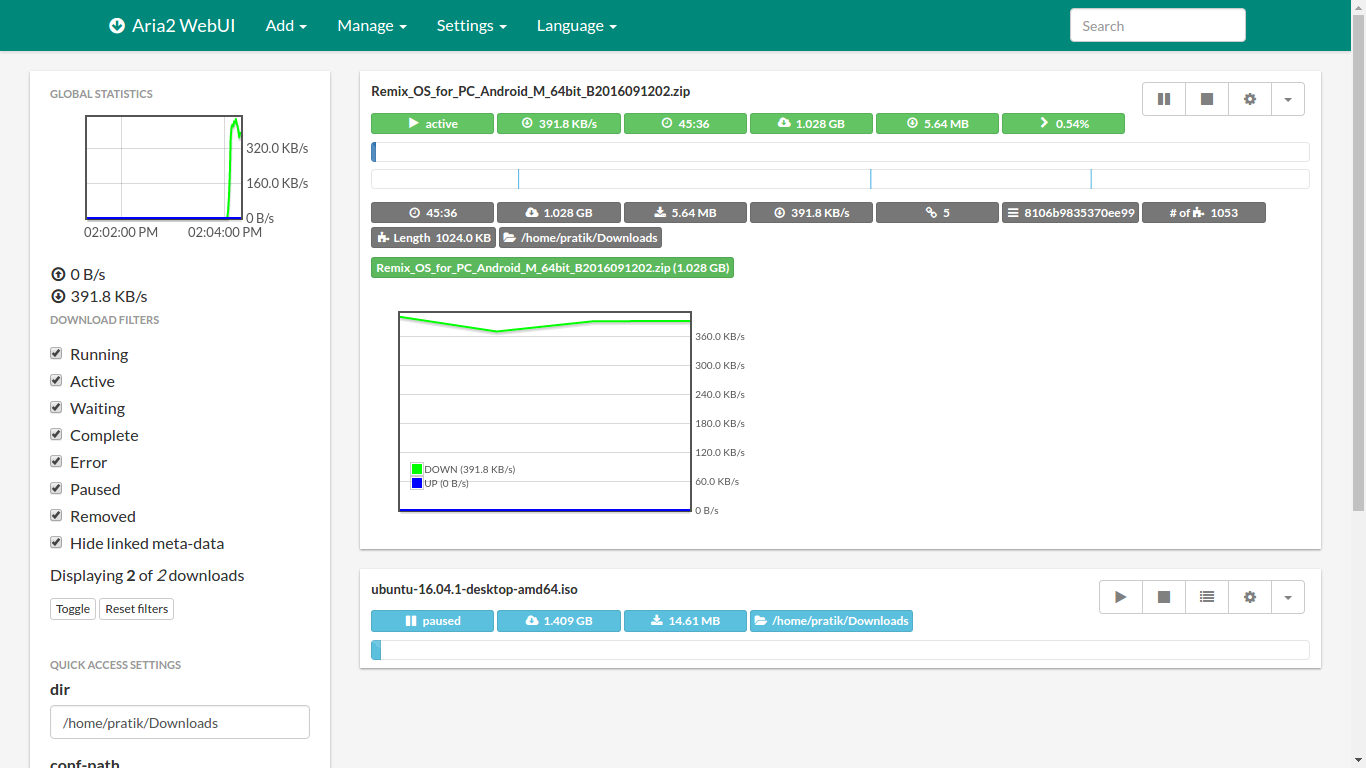 Aria2 WebUI Add Manage Settings Language Search
GLOBAL STATISTICS
320.0 KB/s
160.0 KB/s
0 B/s
02:02:00 PM 02:04:00 PM
0 B/s
391.8 KB/s
DOWNLOAD FILTERS
Running
Active
Waiting
Complete
Error
Paused
Removed
Hide linked meta-data
Displaying 2 of 2 downloads
Toggle Reset filters
QUICK ACCESS SETTINGS
dir
/home/pratik/Downloads
conf-path
Remix_OS_for_PC_Android_M_64bit_B2016091202.zip
active 391.8 KB/s 45:36 1.028 GB 5.64 MB 0.54%
45:36 1.028 GB 5.64 MB 391.8 KB/s 5 8106b9835370ee99 # of 1053
Length 1024.0 KB /home/pratik/Downloads
Remix_OS_for_PC_Android_M_64bit_B2016091202.zip (1.028 GB)
360.0 KB/s
300.0 KB/s
240.0 KB/s
180.0 KB/s
120.0 KB/s
DOWN (391.8 KB/s)
60.0 KB/s
UP (0 B/s)
0 B/s
ubuntu-16.04.1-desktop-amd64.iso
paused 1.409 GB 14.61 MB /home/pratik/Downloads